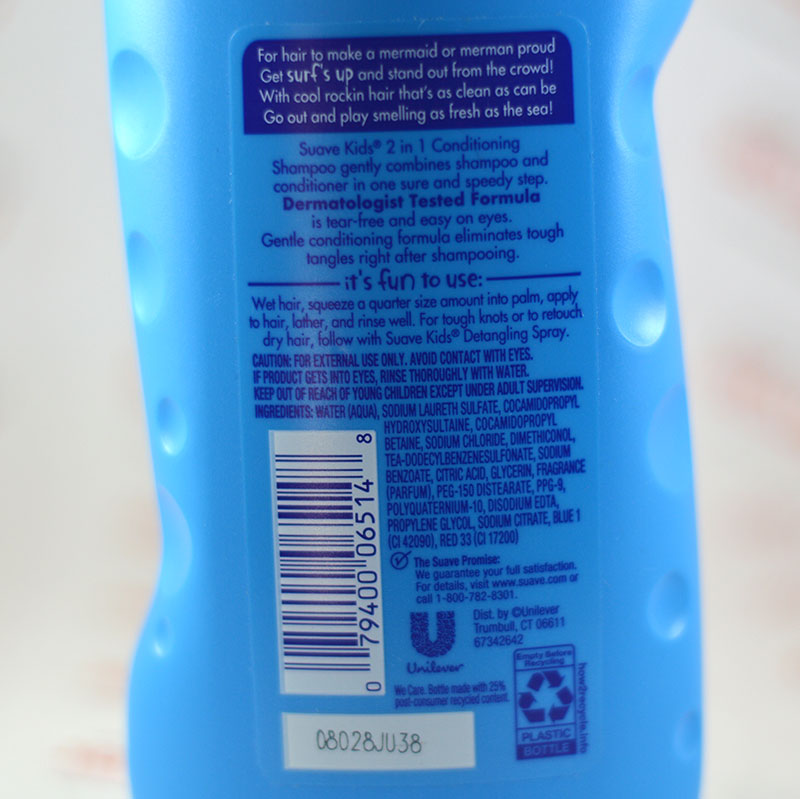 For hair to make a mermaid or merman proud
Get surf's up and stand out from the crowd!
With cool rockin hair that's as clean as can be
Go out and play smelling as fresh as the sea!
Suave Kids® 2 in 1 Conditioning
Shampoo gently combines shampoo and
conditioner in one sure and speedy step.
Dermatologist Tested Formula
is tear-free and easy on eyes.
Gentle conditioning formula eliminates tough
tangles right after shampooing.
it's fun to use:
Wet hair, squeeze a quarter size amount into palm, apply
to hair, lather, and rinse well. For tough knots or to retouch
dry hair, follow with Suave Kids® Detangling Spray.
CAUTION: FOR EXTERNAL USE ONLY. AVOID CONTACT WITH EYES.
IF PRODUCT GETS INTO EYES, RINSE THOROUGHLY WITH WATER.
KEEP OUT OF REACH OF YOUNG CHILDREN EXCEPT UNDER ADULT SUPERVISION.
INGREDIENTS: WATER (AQUA), SODIUM LAURETH SULFATE, COCAMIDOPROPYL
HYDROXYSULTAINE, COCAMIDOPROPYL
BETAINE, SODIUM CHLORIDE, DIMETHICONOL,
TEA-DODECYLBENZENESULFONATE, SODIUM
BENZOATE, CITRIC ACID, GLYCERIN, FRAGRANCE
(PARFUM), PEG-150 DISTEARATE, PPG-9,
POLYQUATERNIUM-10, DISODIUM EDTA,
PROPYLENE GLYCOL, SODIUM CITRATE, BLUE 1
(CI 42090), RED 33 (CI 17200)
0 79400 06514 8
The Suave Promise:
We guarantee your full satisfaction.
For details, visit www.suave.com or
call 1-800-782-8301.
Unilever
Dist. by ©Unilever
Trumbull, CT 06611
67342642
We Care. Bottle made with 25%
post-consumer recycled content.
Empty Before
Recycling
PLASTIC
BOTTLE
how2recycle.info
08028JU38